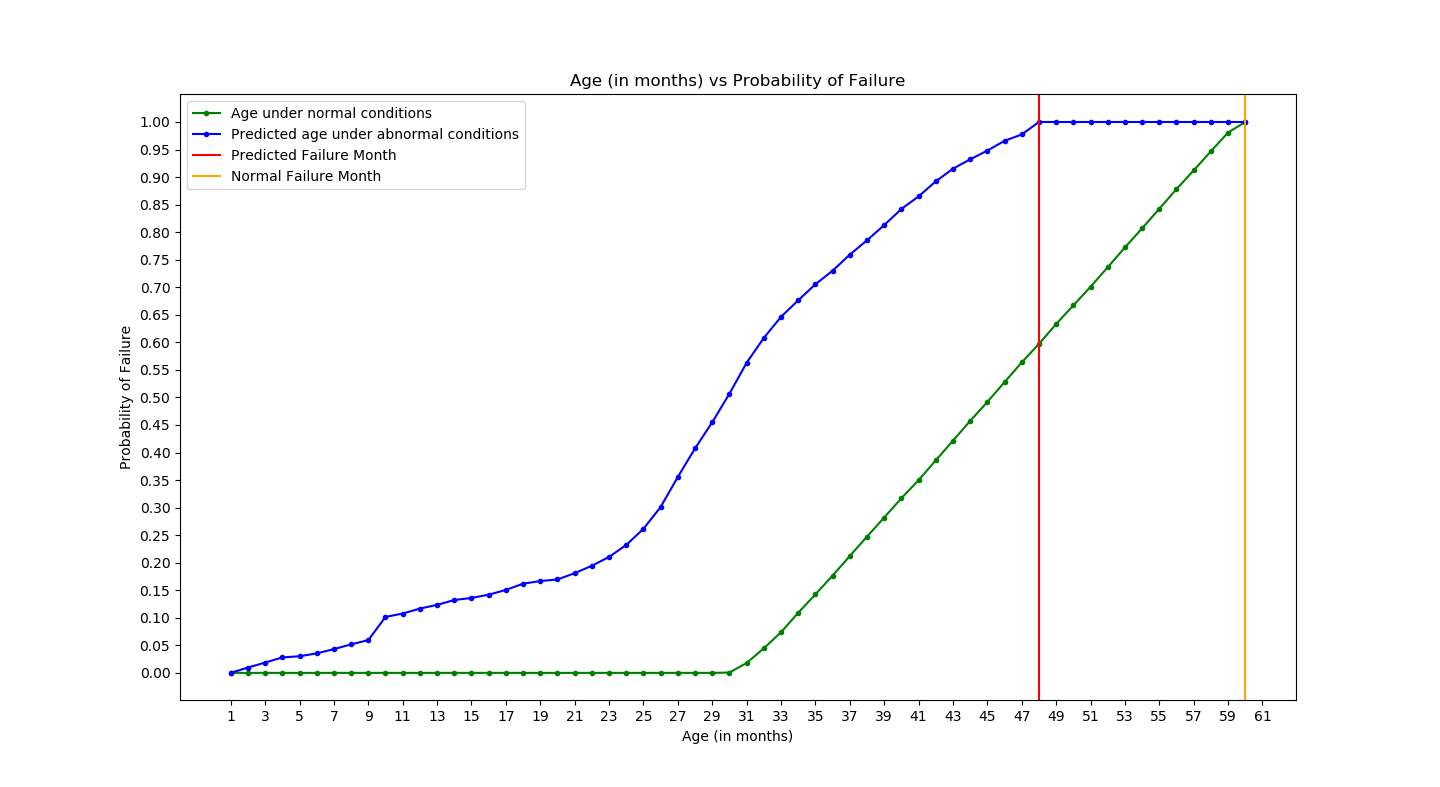 Age (in months) vs Probability of Failure
Age under normal conditions
Predicted age under abnormal conditions
Predicted Failure Month
Normal Failure Month
1.00
0.95
0.90
0.85
0.80
0.75
0.70
0.65
0.60
0.55
0.50
0.45
0.40
0.35
0.30
0.25
0.20
0.15
0.10
0.05
0.00
Probability of Failure
1 3 5 7 9 11 13 15 17 19 21 23 25 27 29 31 33 35 37 39 41 43 45 47 49 51 53 55 57 59 61
Age (in months)